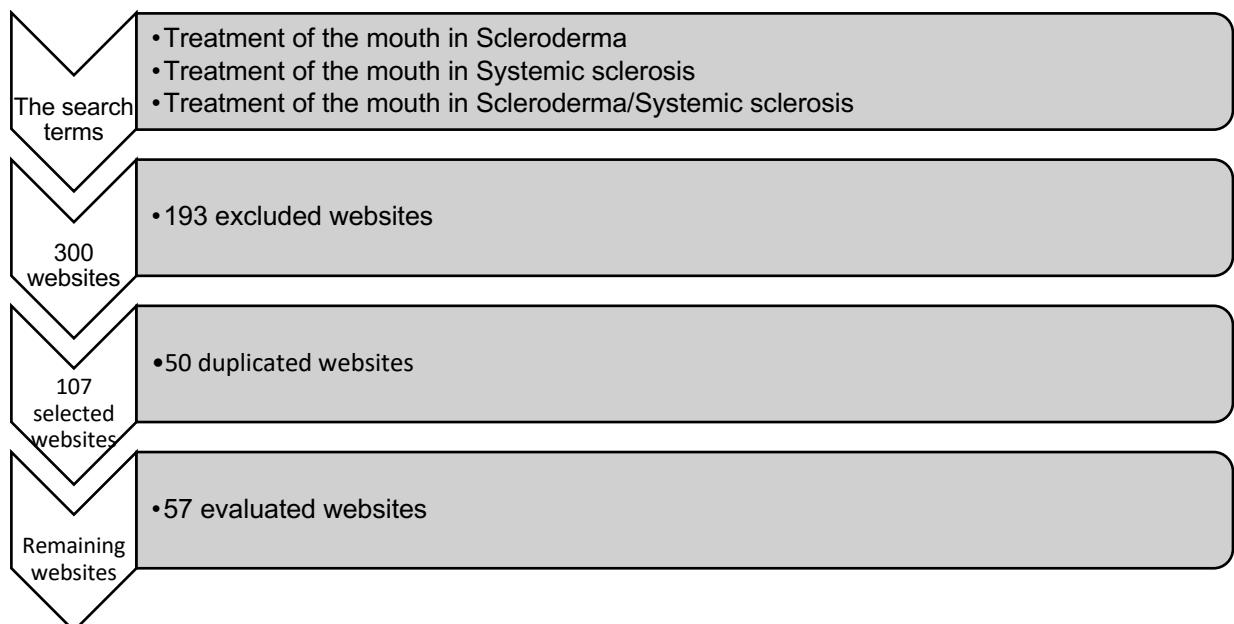 The search
terms
•Treatment of the mouth in Scleroderma
•Treatment of the mouth in Systemic sclerosis
•Treatment of the mouth in Scleroderma/Systemic sclerosis
300
websites
•193 excluded websites
107
selected
websites
•50 duplicated websites
Remaining
websites
•57 evaluated websites